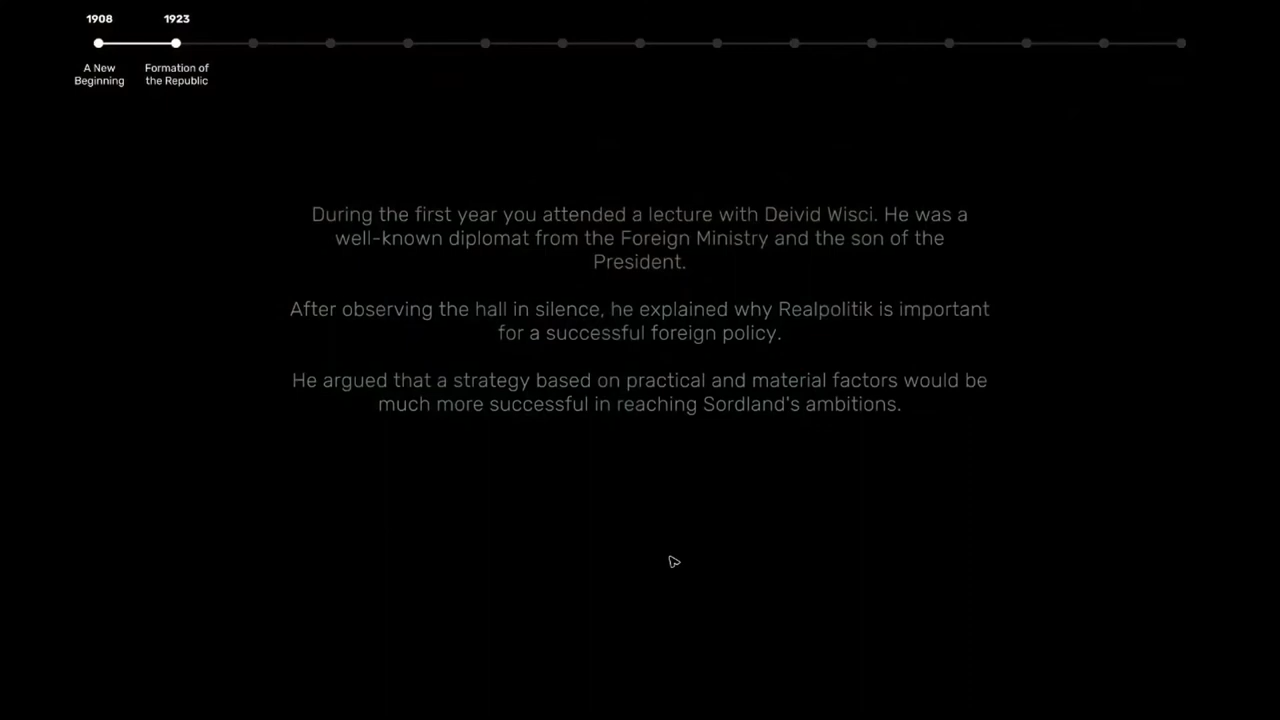 1908
1923
A New
Beginning
Formation of
the Republic
During the first year you attended a lecture with Deivid Wisci. He was a
well-known diplomat from the Foreign Ministry and the son of the
President.
After observing the hall in silence, he explained why Realpolitik is important
for a successful foreign policy.
He argued that a strategy based on practical and material factors would be
much more successful in reaching Sordland's ambitions.